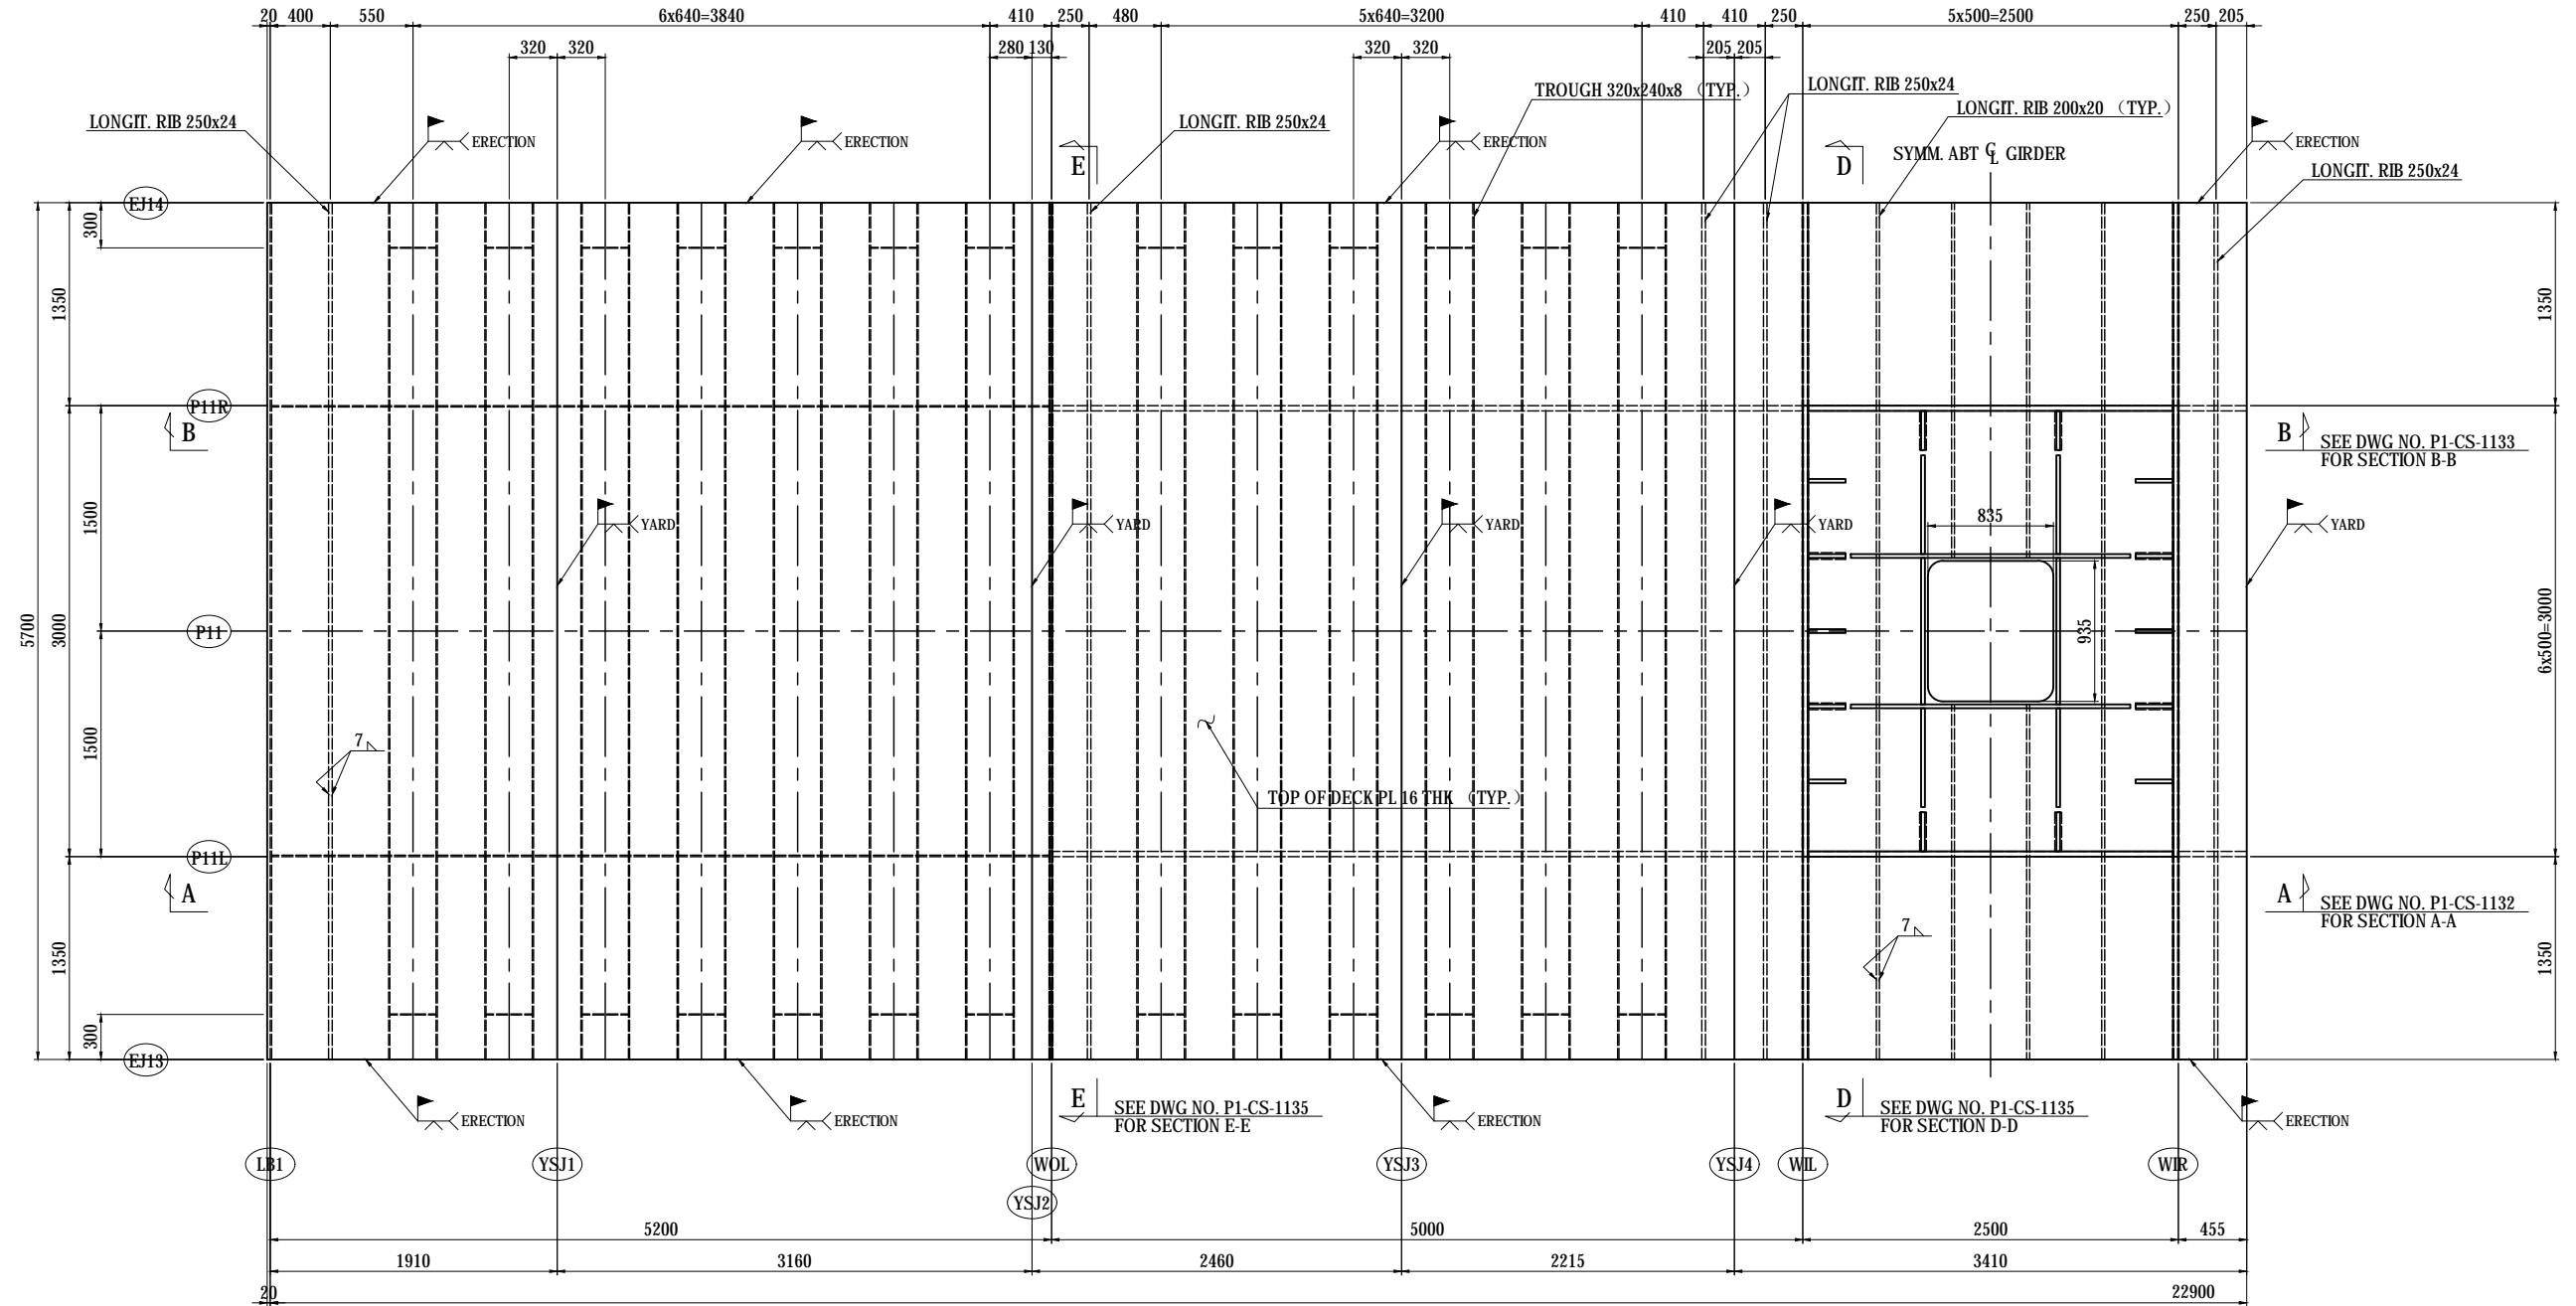 20 400 550 6x640=3840 410 250 480 5x640=3200 410 410 250 5x500=2500 250 205
320 320 280 130 320 320 205 205
LONGIT. RIB 250x24
ERECTION
ERECTION
LONGIT. RIB 250x24
ERECTION
TROUGH 320x240x8 (TYP.)
LONGIT. RIB 250x24
LONGIT. RIB 200x20 (TYP.)
ERECTION
LONGIT. RIB 250x24
E
D
SYMM. ABT ℄ GIRDER
EJ14
300
1350
1350
P11R
B
B
SEE DWG NO. P1-CS-1133
FOR SECTION B-B
1500
YARD
YARD
YARD
YARD
YARD
835
935
5700
3000
P11
6x500=3000
1500
7
TOP OF DECK PL 16 THK (TYP.)
P11L
A
A
SEE DWG NO. P1-CS-1132
FOR SECTION A-A
7
1350
1350
300
EJ13
ERECTION
ERECTION
E
SEE DWG NO. P1-CS-1135
FOR SECTION E-E
ERECTION
D
SEE DWG NO. P1-CS-1135
FOR SECTION D-D
ERECTION
LB1 YSJ1 WOL YSJ3 YSJ4 WIL WIR
YSJ2
5200 5000 2500 455
1910 3160 2460 2215 3410
20 22900